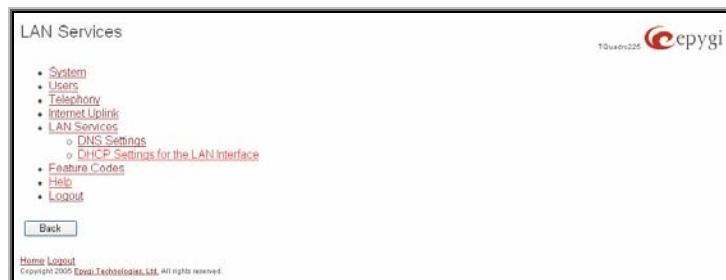 LAN Services
TQuadro225 epygi
System
Users
Telephony
Internet Uplink
LAN Services
DNS Settings
DHCP Settings for the LAN Interface
Feature Codes
Help
Logout
Back
Home Logout
Copyright 2005 Epygi Technologies, Ltd. All rights reserved.